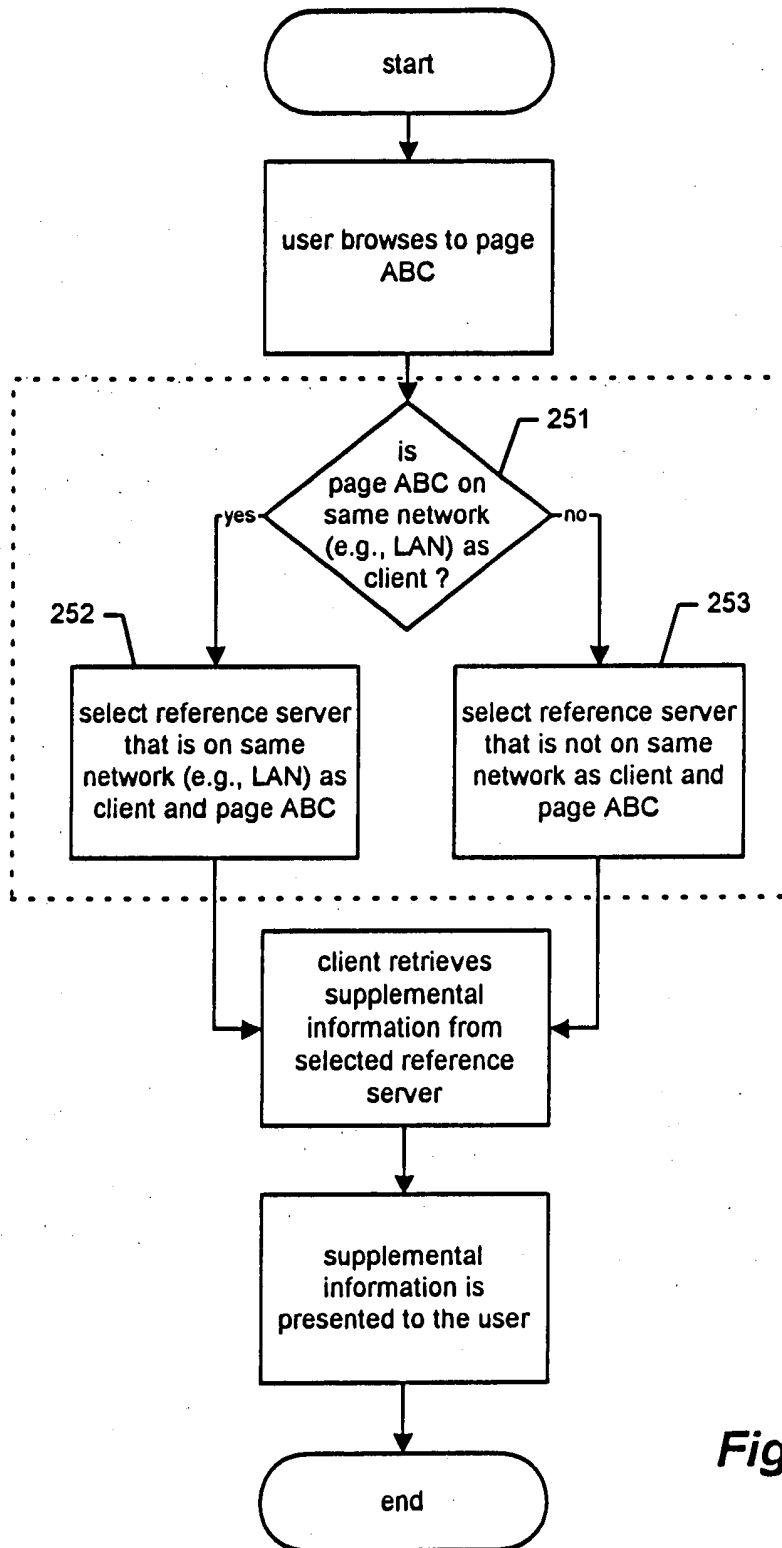 start
user browses to page
ABC
251
is
page ABC on
same network
(e.g., LAN) as
client ?
yes
no
252
253
select reference server
that is on same
network (e.g., LAN) as
client and page ABC
select reference server
that is not on same
network as client and
page ABC
client retrieves
supplemental
information from
selected reference
server
supplemental
information is
presented to the user
end
Fig